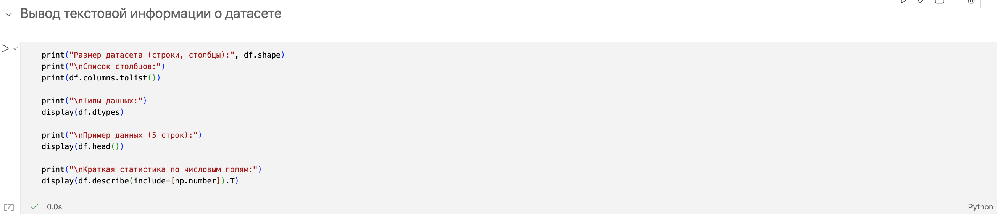 Вывод текстовой информации о датасете
print("Размер датасета (строки, столбцы):", df.shape)
print("\nСписок столбцов:")
print(df.columns.tolist())
print("\nТипы данных:")
display(df.dtypes)
print("\nПример данных (5 строк):")
display(df.head())
print("\nКраткая статистика по числовым полям:")
display(df.describe(include=[np.number]).T)
[7]
0.0s
Python